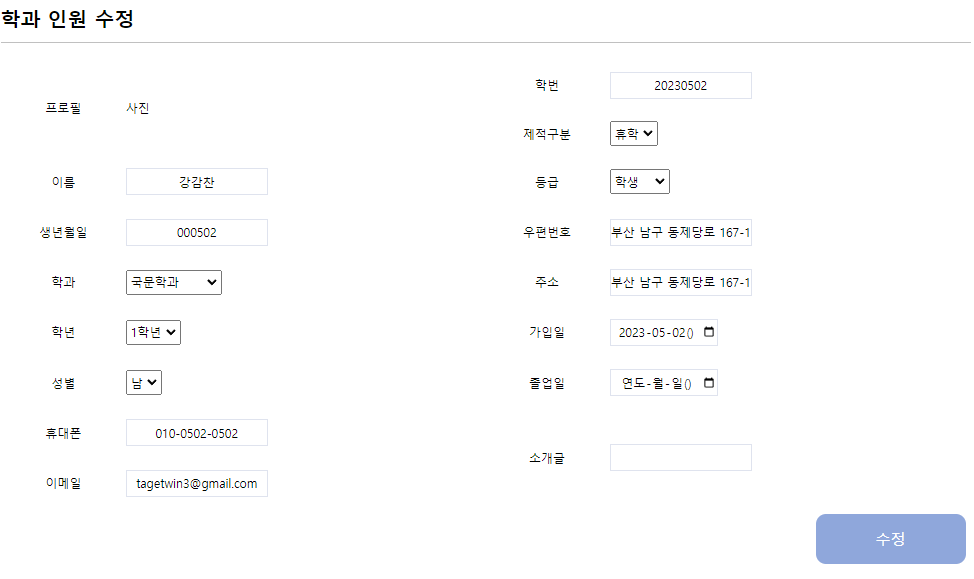 학과 인원 수정
프로필 사진
학번 20230502
제적구분 휴학
이름 강감찬
등급 학생
생년월일 000502
우편번호 부산 남구 동제당로 167-1
학과 국문학과
주소 부산 남구 동제당로 167-1
학년 1학년
가입일 2023-05-02()
성별 남
졸업일 연도-월-일()
휴대폰 010-0502-0502
소개글
이메일 tagetwin3@gmail.com
수정